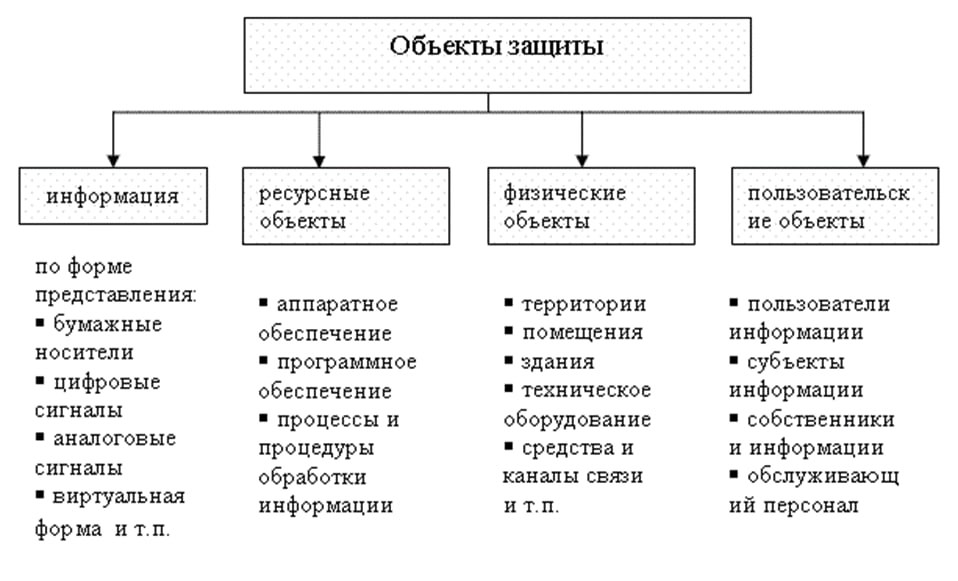 Объекты защиты
информация
по форме
представления:
▪ бумажные
носители
▪ цифровые
сигналы
▪ аналоговые
сигналы
▪ виртуальная
форма и т.п.
ресурсные
объекты
▪ аппаратное
обеспечение
▪ программное
обеспечение
▪ процессы и
процедуры
обработки
информации
физические
объекты
▪ территории
▪ помещения
▪ здания
▪ техническое
оборудование
▪ средства и
каналы связи
и т.п.
пользовательск
ие объекты
▪ пользователи
информации
▪ субъекты
информации
▪ собственники
и информации
▪ обслуживающ
ий персонал